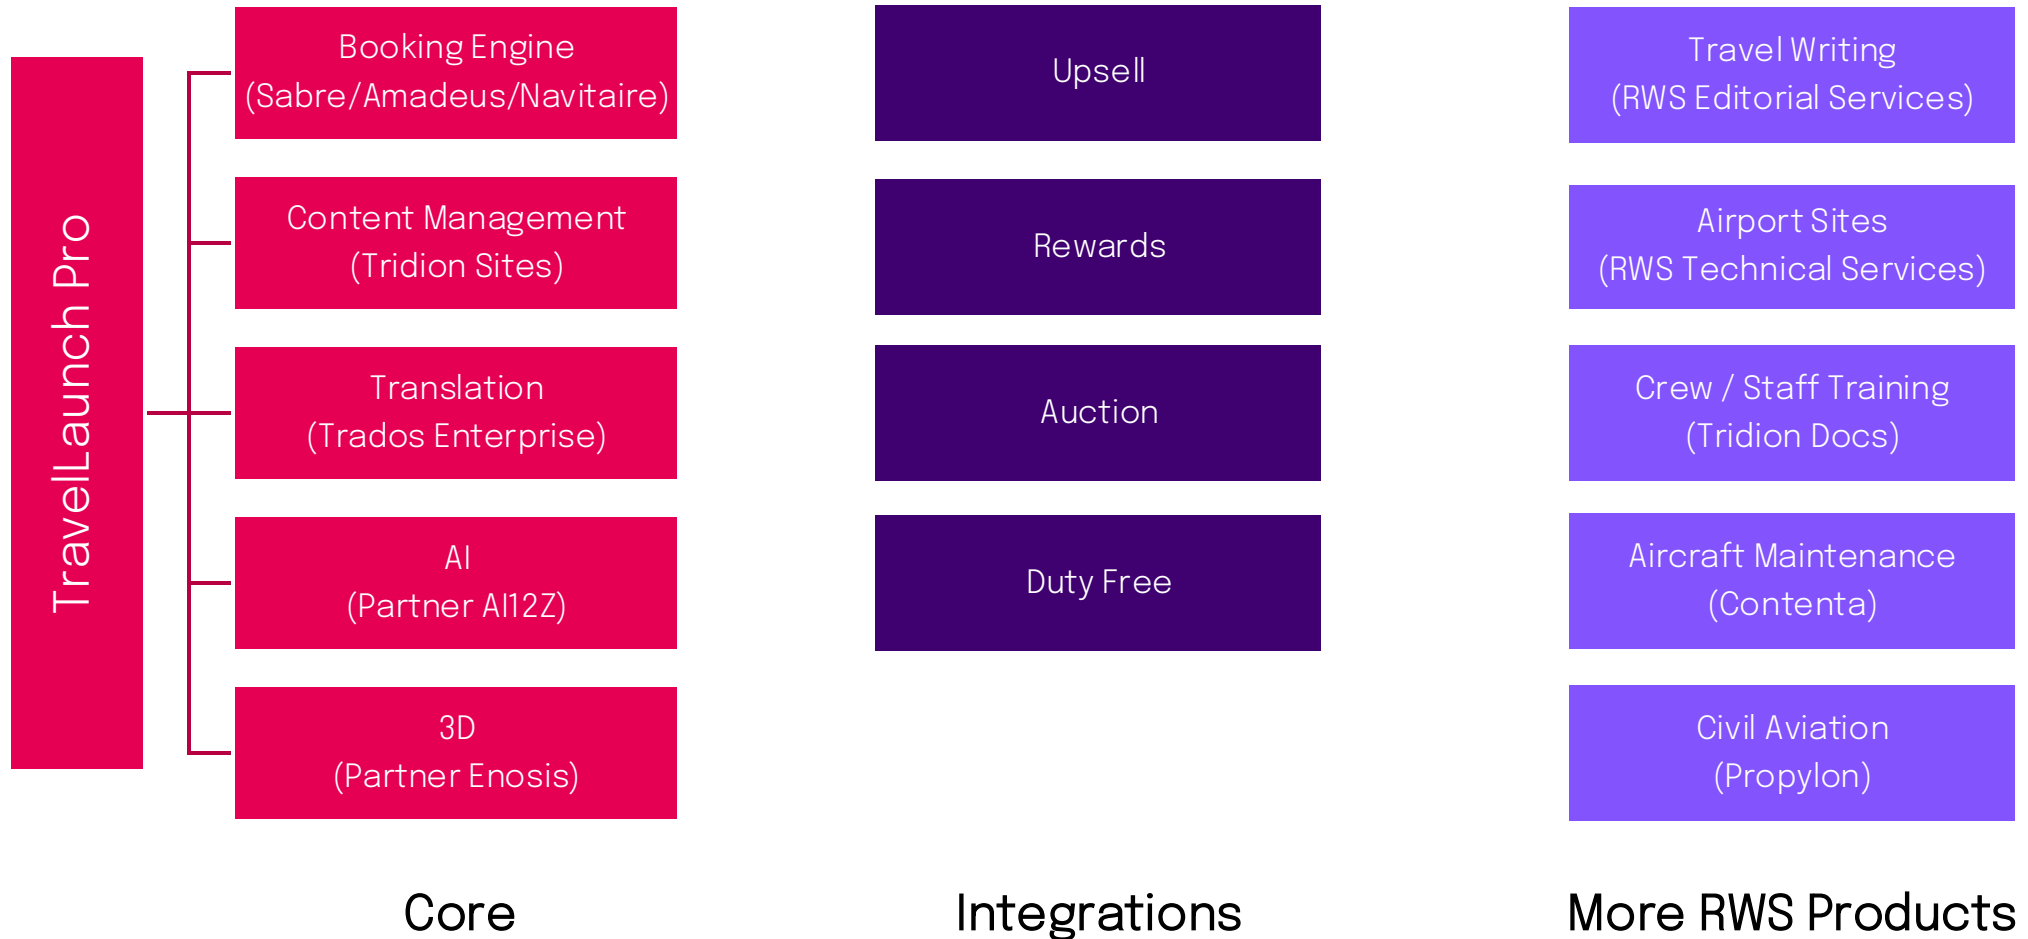 TravelLaunch Pro
Booking Engine
(Sabre/Amadeus/Navitaire)
Content Management
(Tridion Sites)
Translation
(Trados Enterprise)
AI
(Partner AI12Z)
3D
(Partner Enosis)
Core
Upsell
Rewards
Auction
Duty Free
Integrations
Travel Writing
(RWS Editorial Services)
Airport Sites
(RWS Technical Services)
Crew / Staff Training
(Tridion Docs)
Aircraft Maintenance
(Contenta)
Civil Aviation
(Propylon)
More RWS Products